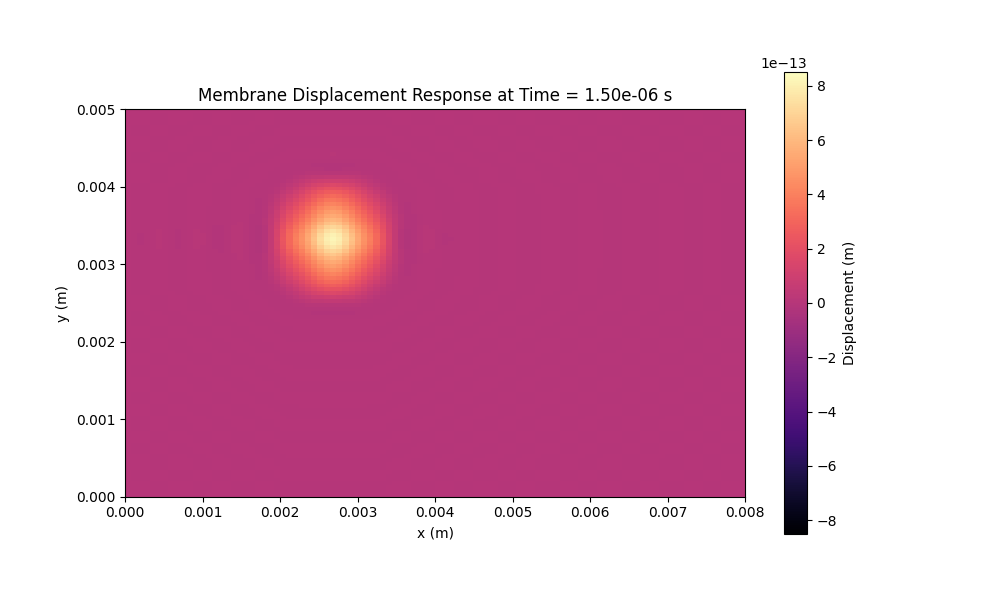 1e−13
Membrane Displacement Response at Time = 1.50e-06 s
0.005
0.004
0.003
0.002
0.001
0.000
y (m)
0.000 0.001 0.002 0.003 0.004 0.005 0.006 0.007 0.008
x (m)
8
6
4
2
0
−2
−4
−6
−8
Displacement (m)